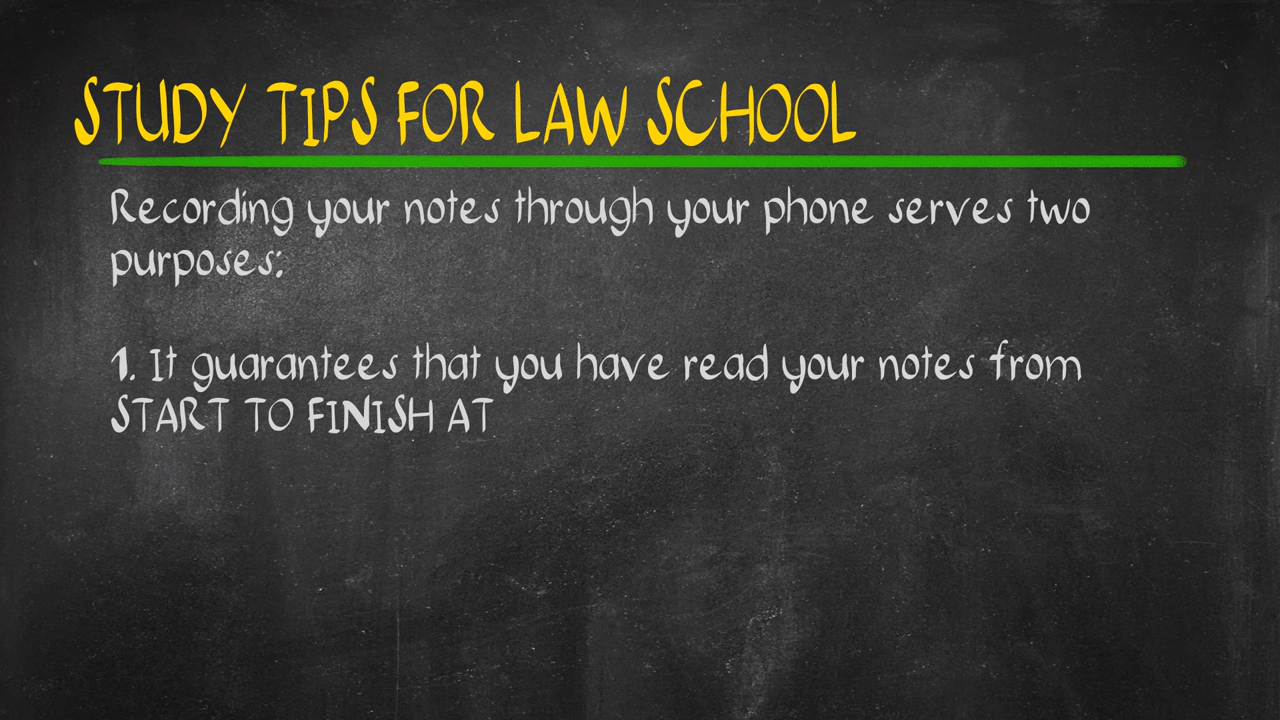 STUDY TIPS FOR LAW SCHOOL
Recording your notes through your phone serves two
purposes:
1. It guarantees that you have read your notes from
START TO FINISH AT